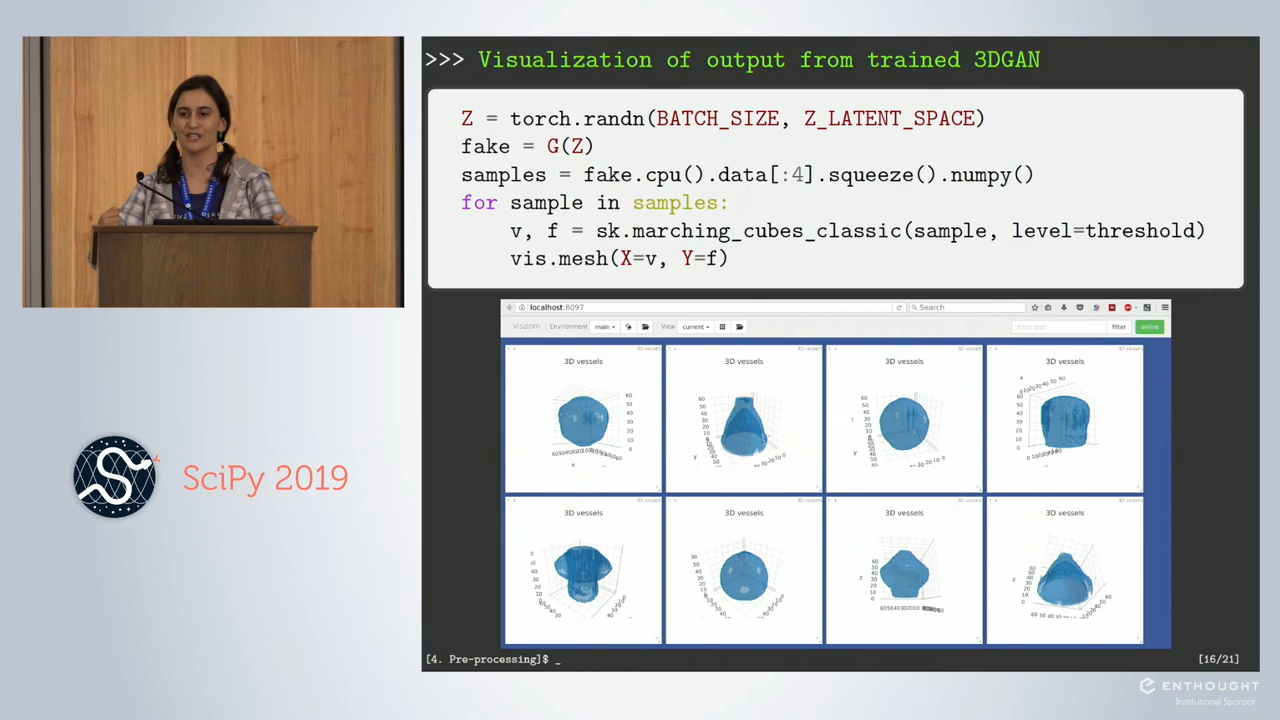 >>> Visualization of output from trained 3DGAN
Z = torch.randn(BATCH_SIZE, Z_LATENT_SPACE)
fake = G(Z)
samples = fake.cpu().data[:4].squeeze().numpy()
for sample in samples:
v, f = sk.marching_cubes_classic(sample, level=threshold)
vis.mesh(X=v, Y=f)
localhost:8097
Search
visdom Environment main View current Filter text filter online
3D vessels 3D vessels 3D vessels 3D vessels
3D vessels 3D vessels 3D vessels 3D vessels
SciPy 2019
[4. Pre-processing]$ _
[16/21]
ENTHOUGHT
Institutional Sponsor